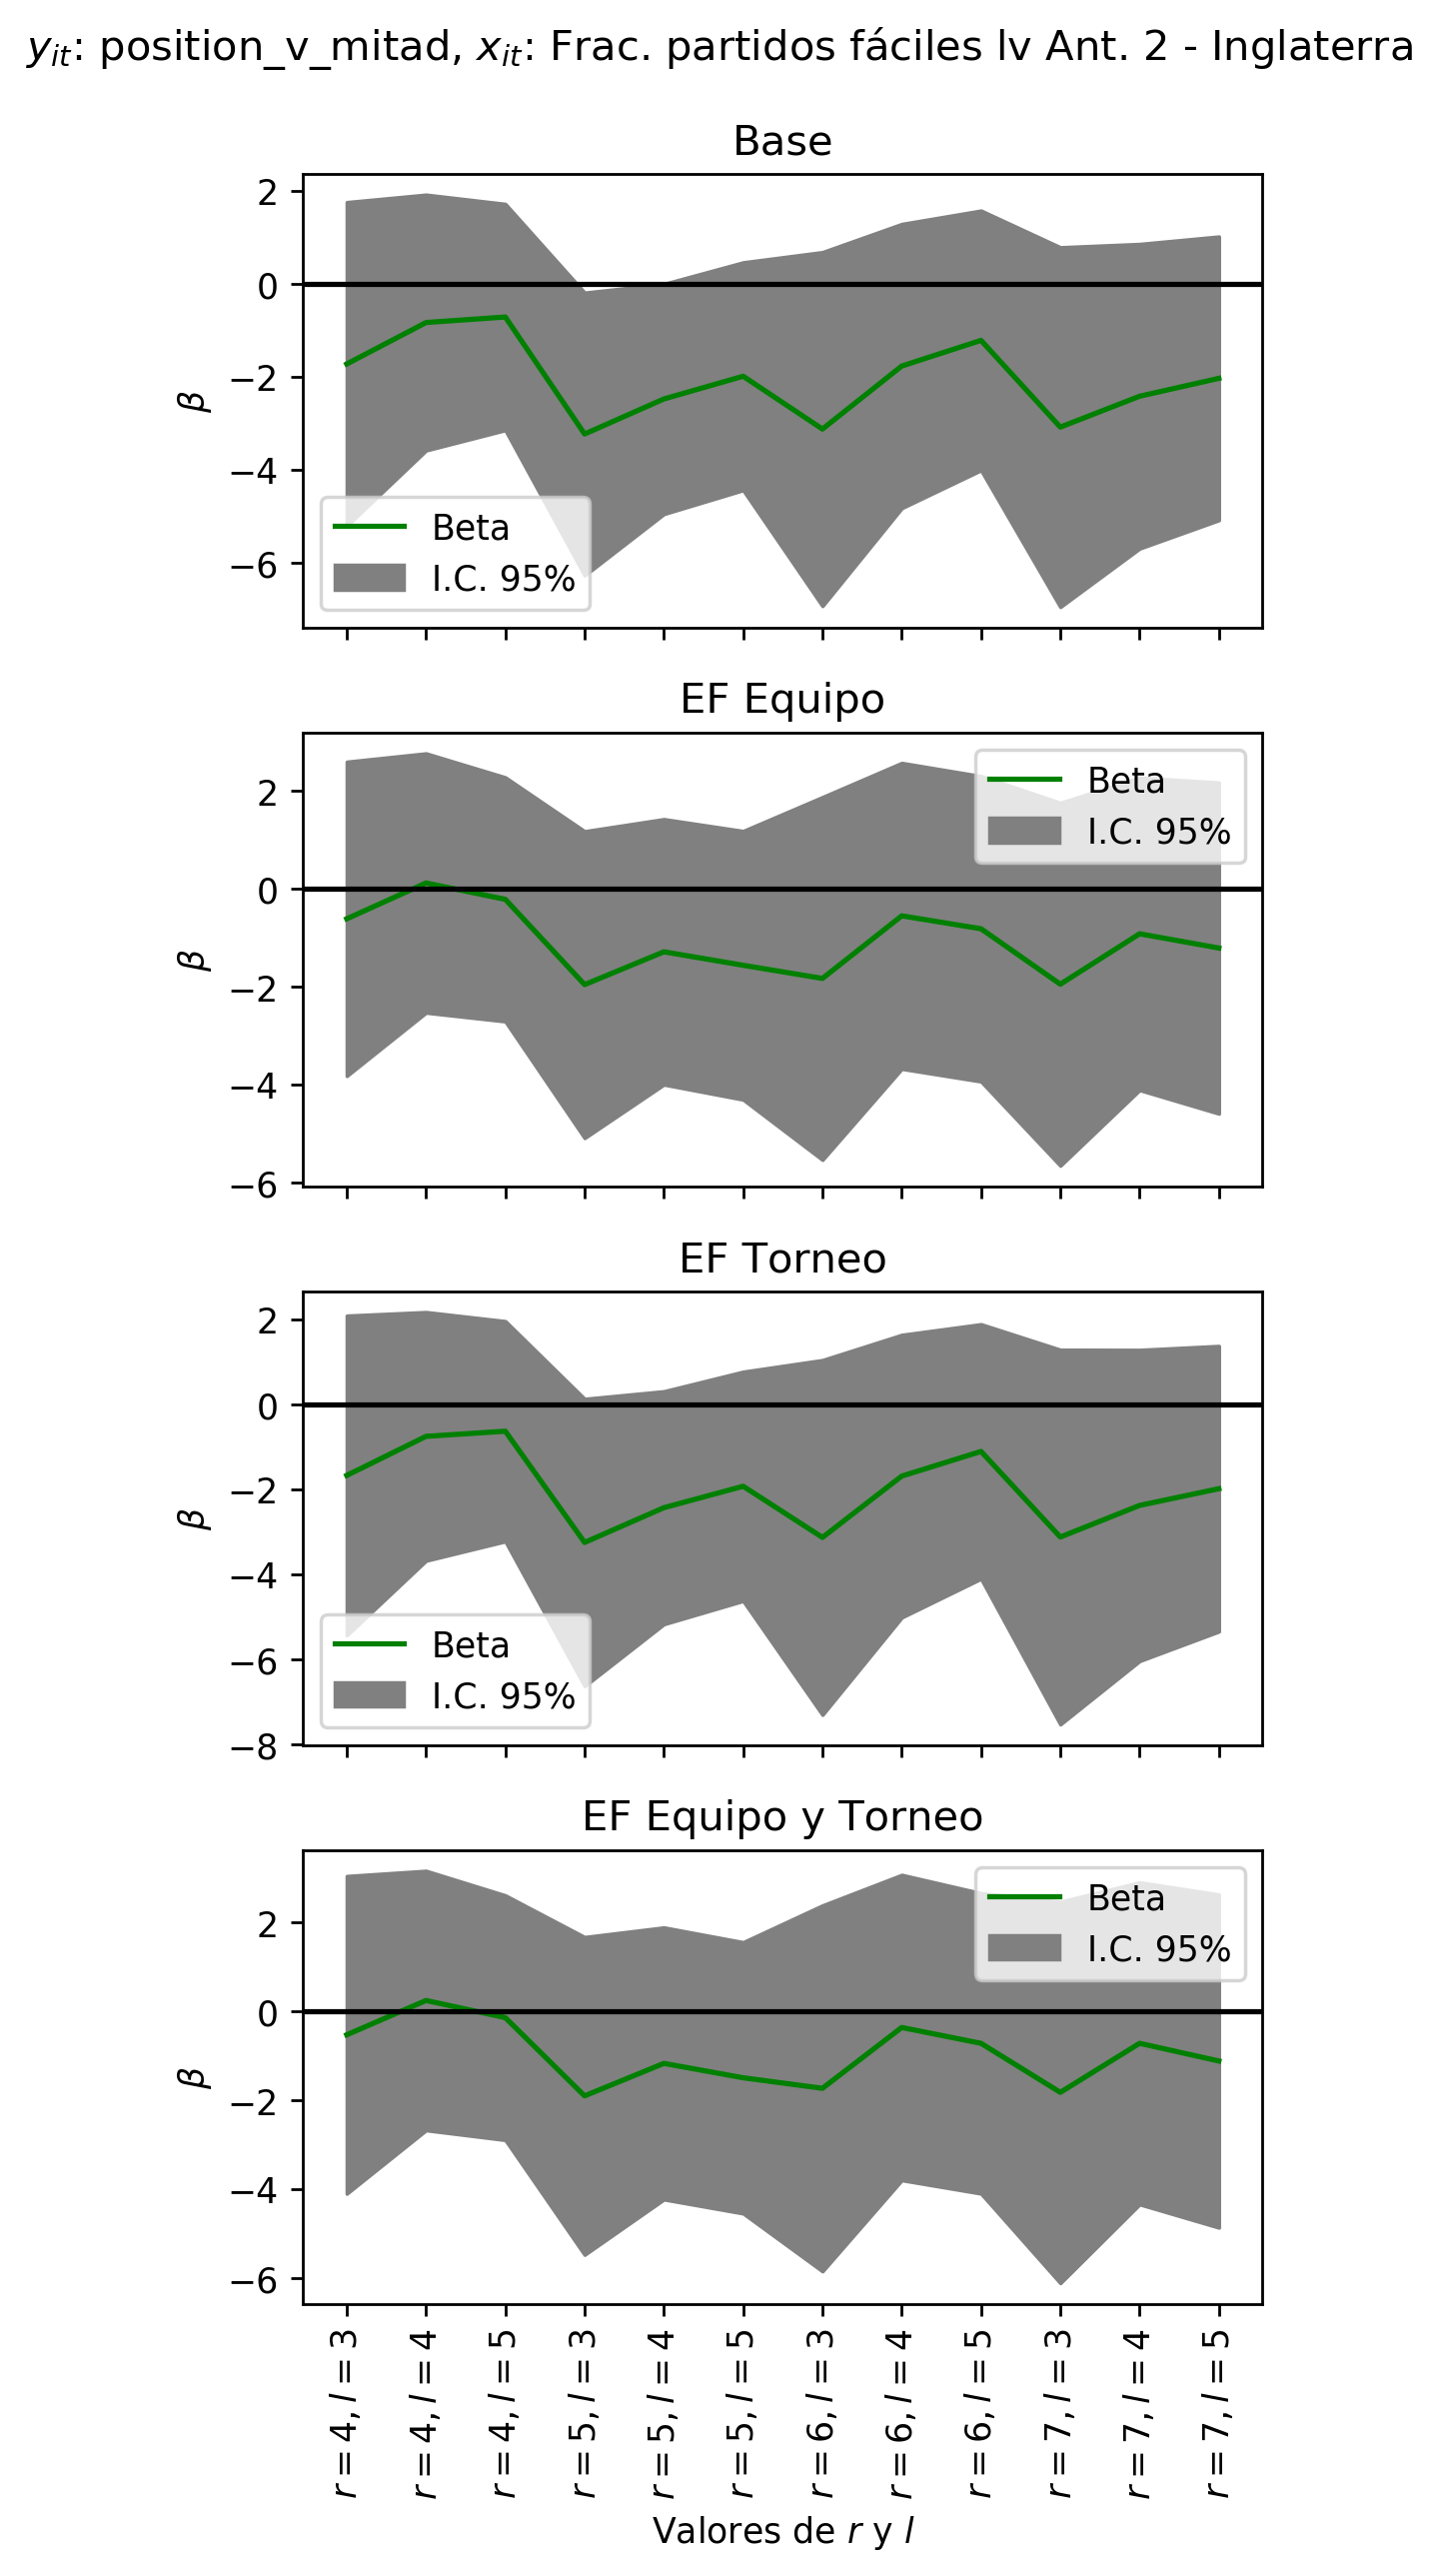 y_it: position_v_mitad, x_it: Frac. partidos fáciles lv Ant. 2 - Inglaterra
Base
2
0
−2
−4
−6
β
Beta
I.C. 95%
EF Equipo
2
0
−2
−4
−6
β
Beta
I.C. 95%
EF Torneo
2
0
−2
−4
−6
−8
β
Beta
I.C. 95%
EF Equipo y Torneo
2
0
−2
−4
−6
β
Beta
I.C. 95%
r = 4, l = 3
r = 4, l = 4
r = 4, l = 5
r = 5, l = 3
r = 5, l = 4
r = 5, l = 5
r = 6, l = 3
r = 6, l = 4
r = 6, l = 5
r = 7, l = 3
r = 7, l = 4
r = 7, l = 5
Valores de r y l